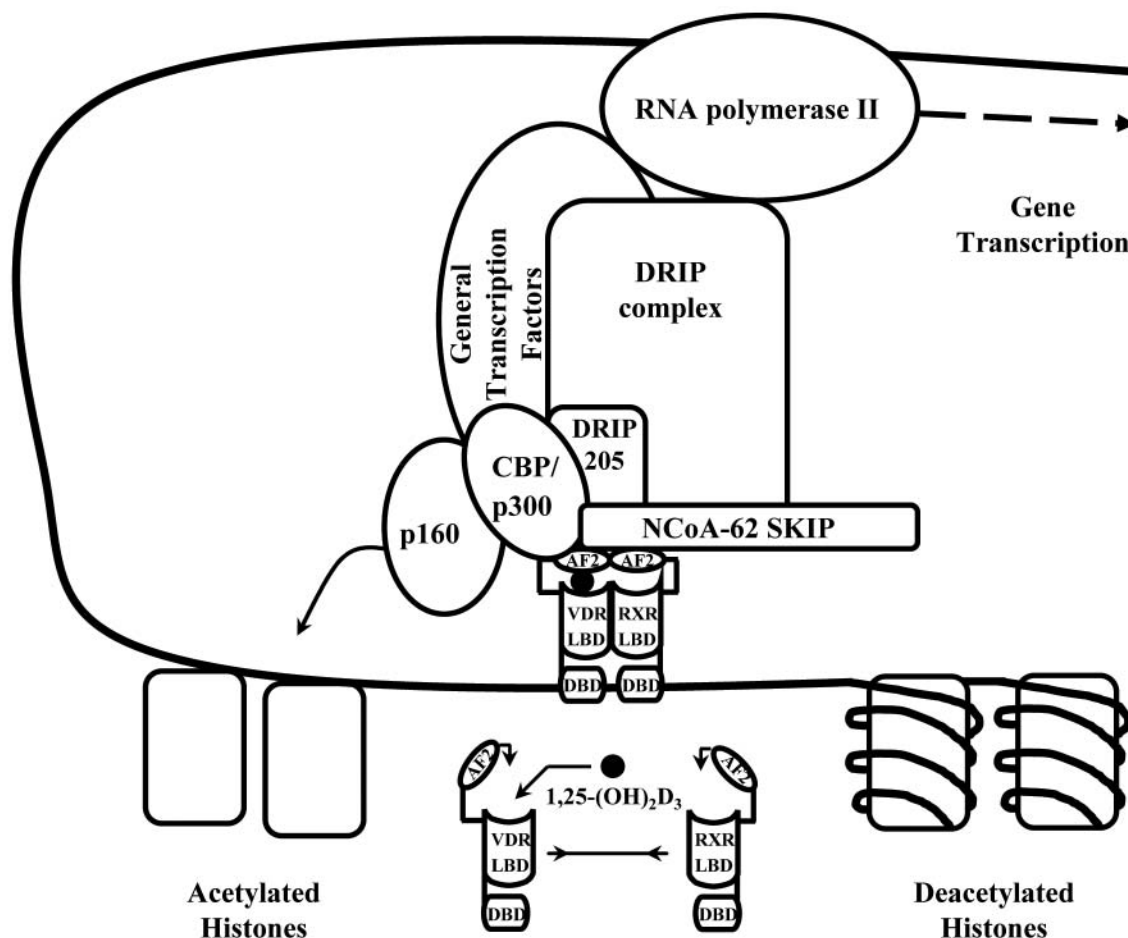 RNA polymerase II
Gene
Transcription
General
Transcription
Factors
DRIP
complex
DRIP
205
CBP/
p300
p160
NCoA-62 SKIP
AF2 AF2
VDR RXR
LBD LBD
DBD DBD
AF2 AF2
1,25-(OH)₂D₃
VDR RXR
LBD LBD
DBD DBD
Acetylated
Histones
Deacetylated
Histones